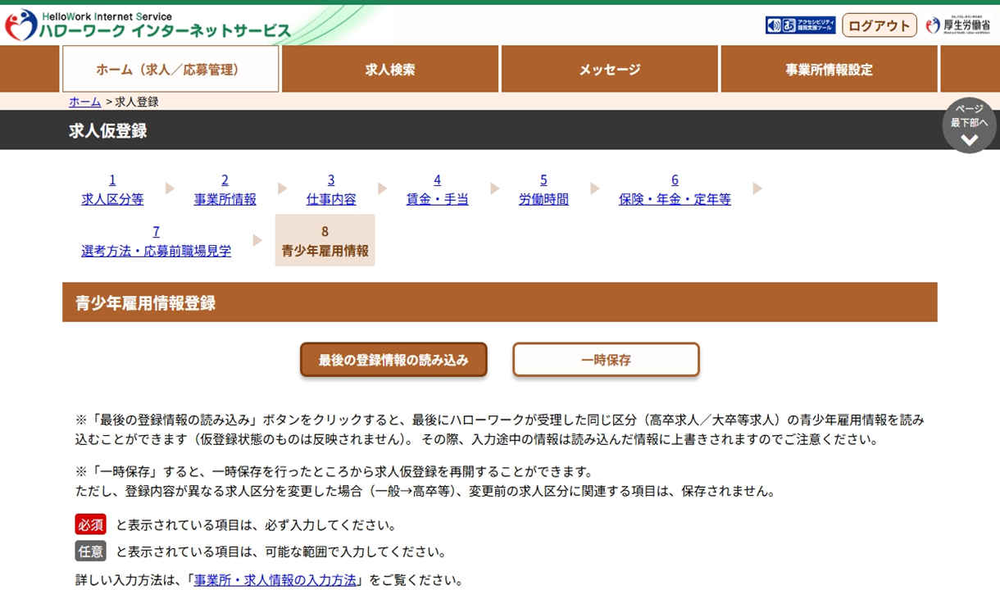 HelloWork Internet Service
ハローワーク インターネットサービス
アクセシビリティ
閲覧支援ツール
ログアウト
厚生労働省
ホーム（求人／応募管理）
求人検索
メッセージ
事業所情報設定
ホーム > 求人登録
ページ
最下部へ
求人仮登録
1
求人区分等
2
事業所情報
3
仕事内容
4
賃金・手当
5
労働時間
6
保険・年金・定年等
7
選考方法・応募前職場見学
8
青少年雇用情報
青少年雇用情報登録
最後の登録情報の読み込み
一時保存
※「最後の登録情報の読み込み」ボタンをクリックすると、最後にハローワークが受理した同じ区分（高卒求人／大卒等求人）の青少年雇用情報を読み
込むことができます（仮登録状態のものは反映されません）。 その際、入力途中の情報は読み込んだ情報に上書きされますのでご注意ください。
※「一時保存」すると、一時保存を行ったところから求人仮登録を再開することができます。
ただし、登録内容が異なる求人区分を変更した場合（一般→高卒等）、変更前の求人区分に関連する項目は、保存されません。
必須 と表示されている項目は、必ず入力してください。
任意 と表示されている項目は、可能な範囲で入力してください。
詳しい入力方法は、「事業所・求人情報の入力方法」をご覧ください。